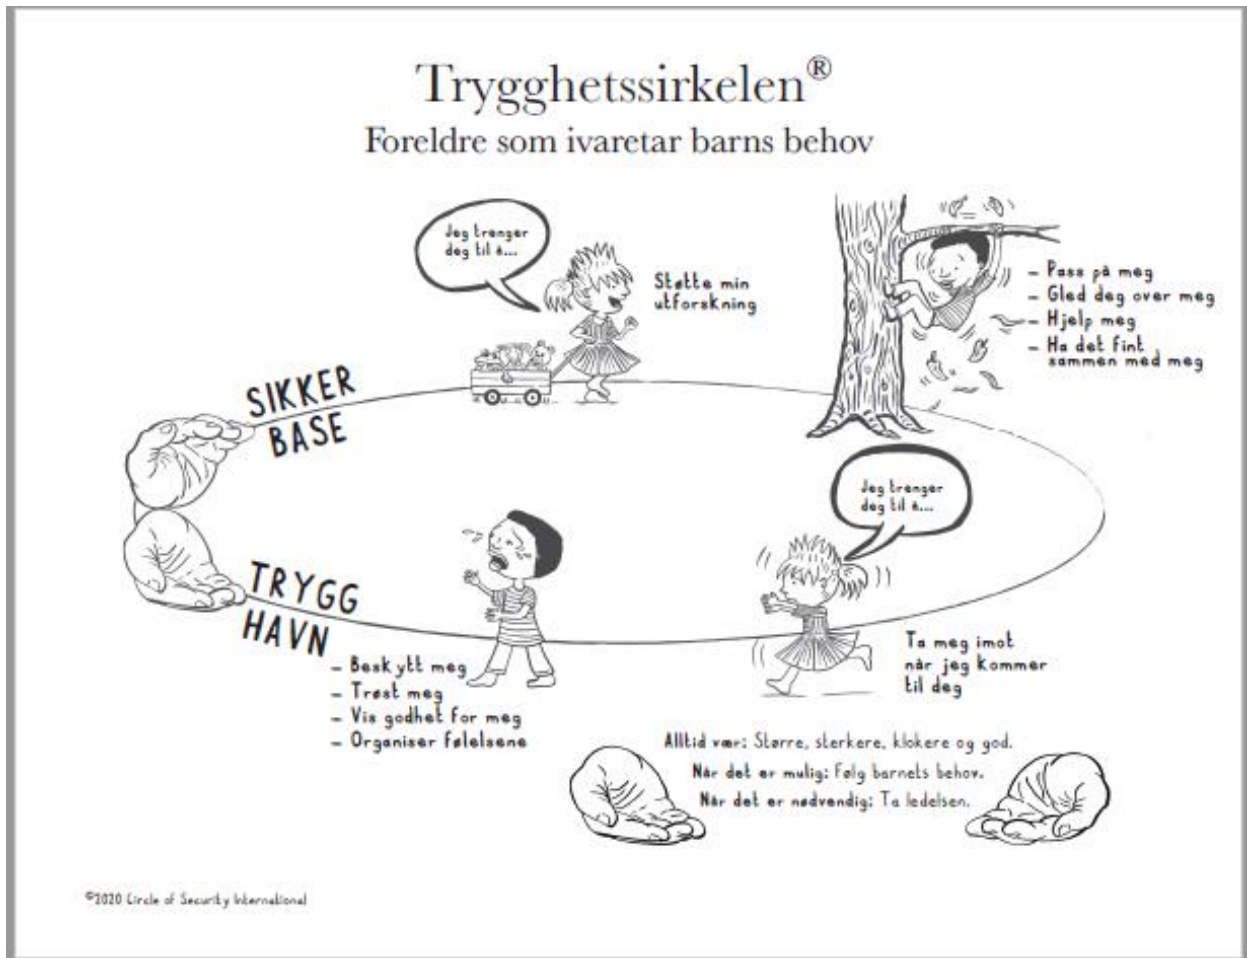 Trygghetssirkelen®
Foreldre som ivaretar barns behov
Jeg trenger
deg til å...
Støtte min
utforskning
- Pass på meg
- Gled deg over meg
- Hjelp meg
- Ha det fint
sammen med meg
SIKKER
BASE
Jeg trenger
deg til å...
TRYGG
HAVN
- Beskytt meg
- Trøst meg
- Vis godhet for meg
- Organiser følelsene
Ta meg imot
når jeg kommer
til deg
Alltid vær: Større, sterkere, klokere og god.
Når det er mulig: Følg barnets behov.
Når det er nødvendig: Ta ledelsen.
©2020 Circle of Security International